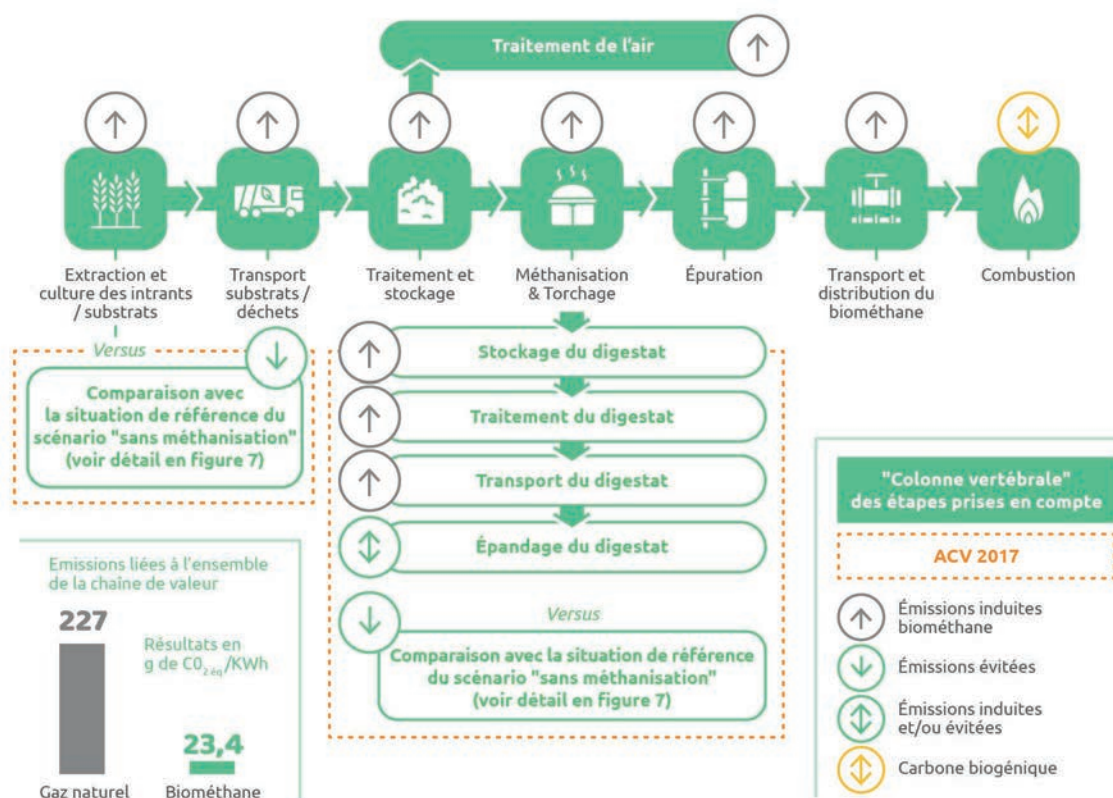 Traitement de l'air
Extraction et
culture des intrants
/ substrats
Transport
substrats /
déchets
Traitement et
stockage
Méthanisation
& Torchage
Épuration
Transport et
distribution du
biométhane
Combustion
Versus
Comparaison avec
la situation de référence du
scénario "sans méthanisation"
(voir détail en figure 7)
Stockage du digestat
Traitement du digestat
Transport du digestat
Épandage du digestat
Versus
Comparaison avec la situation de référence
du scénario "sans méthanisation"
(voir détail en figure 7)
Emissions liées à l'ensemble
de la chaîne de valeur
227
Résultats en
g de C0₂ éq/KWh
23,4
Gaz naturel
Biométhane
"Colonne vertébrale"
des étapes prises en compte
ACV 2017
Émissions induites
biométhane
Émissions évitées
Émissions induites
et/ou évitées
Carbone biogénique